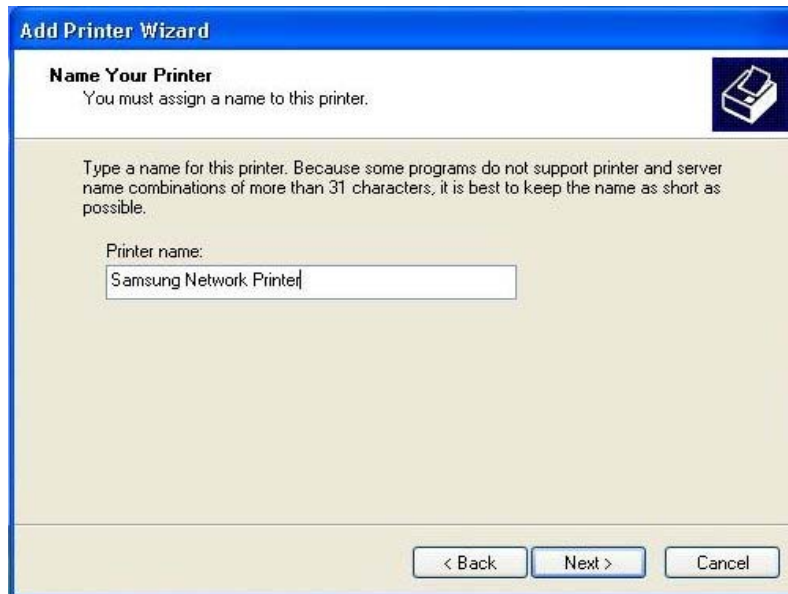 Add Printer Wizard
Name Your Printer
You must assign a name to this printer.
Type a name for this printer. Because some programs do not support printer and server
name combinations of more than 31 characters, it is best to keep the name as short as
possible.
Printer name:
Samsung Network Printer
< Back Next > Cancel